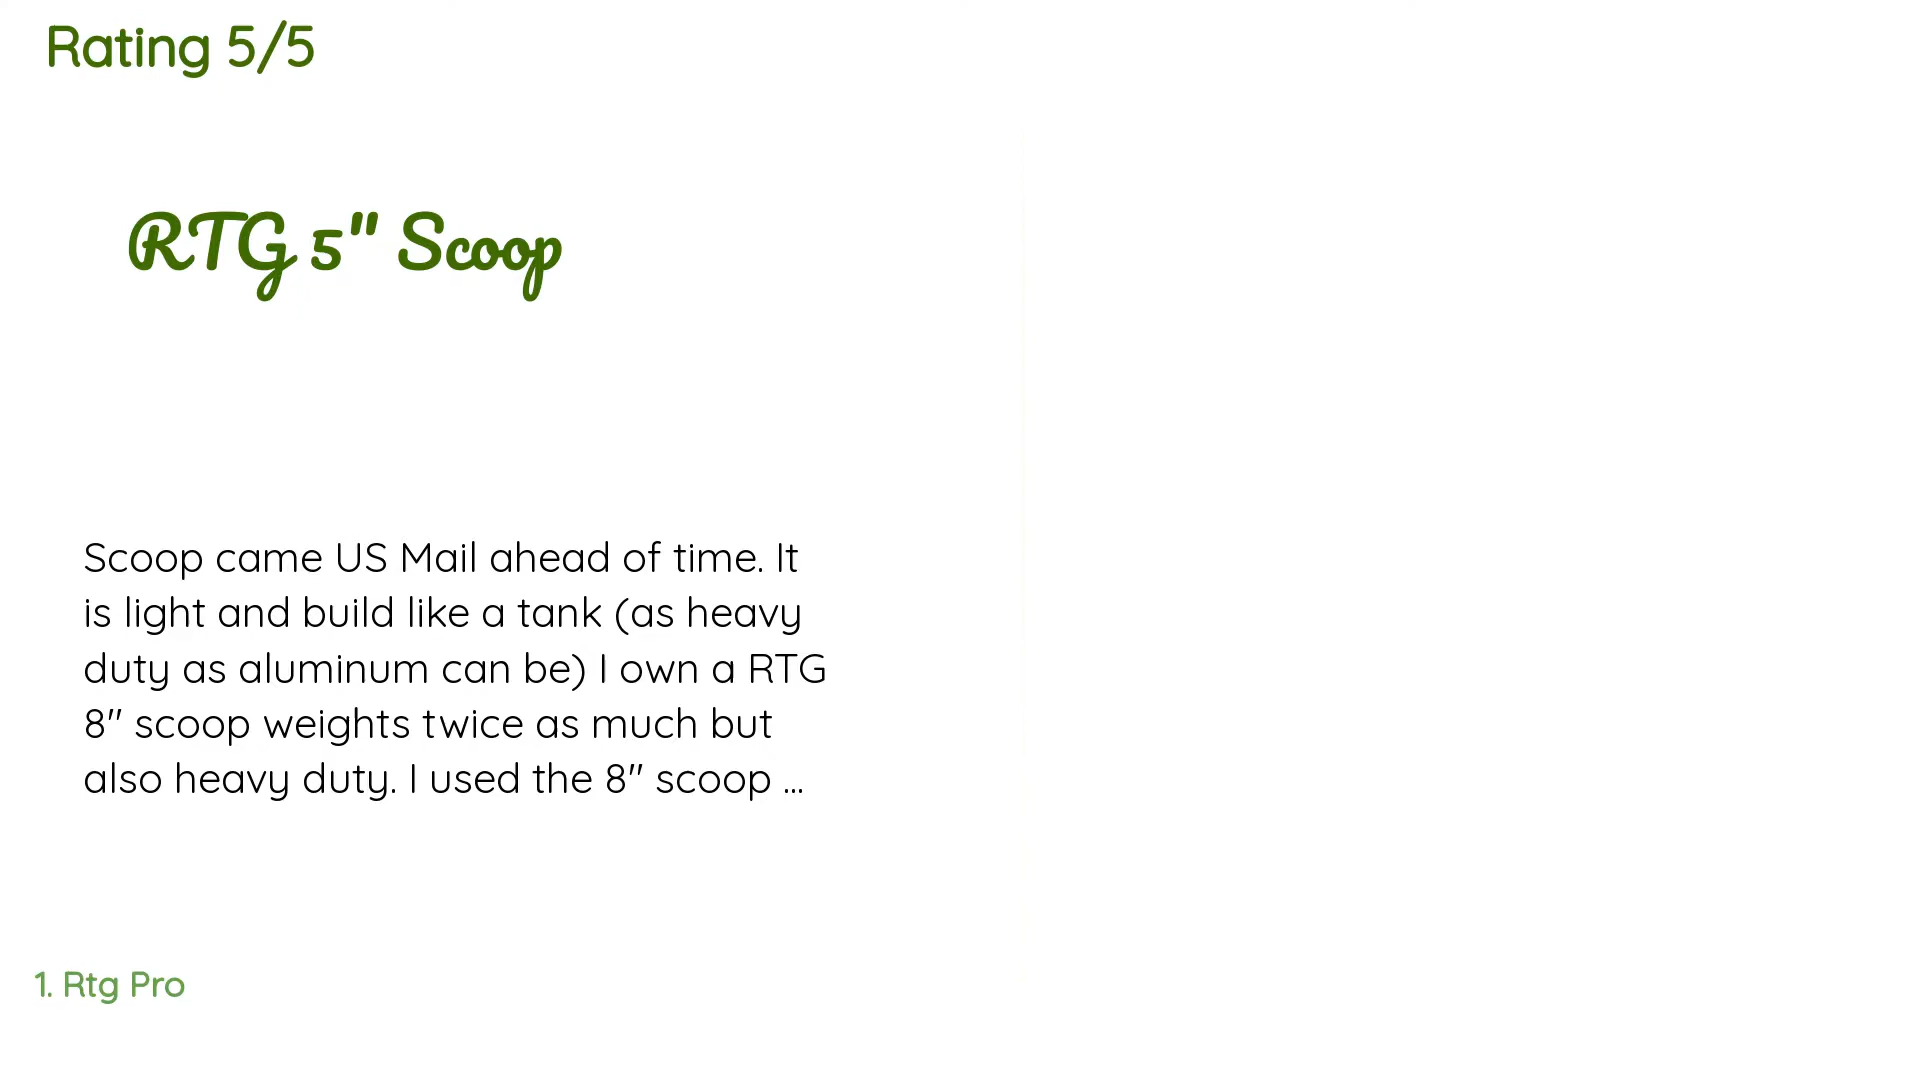 Rating 5/5
RTG 5" Scoop
Scoop came US Mail ahead of time. It
is light and build like a tank (as heavy
duty as aluminum can be) I own a RTG
8" scoop weights twice as much but
also heavy duty. I used the 8" scoop ...
1. Rtg Pro